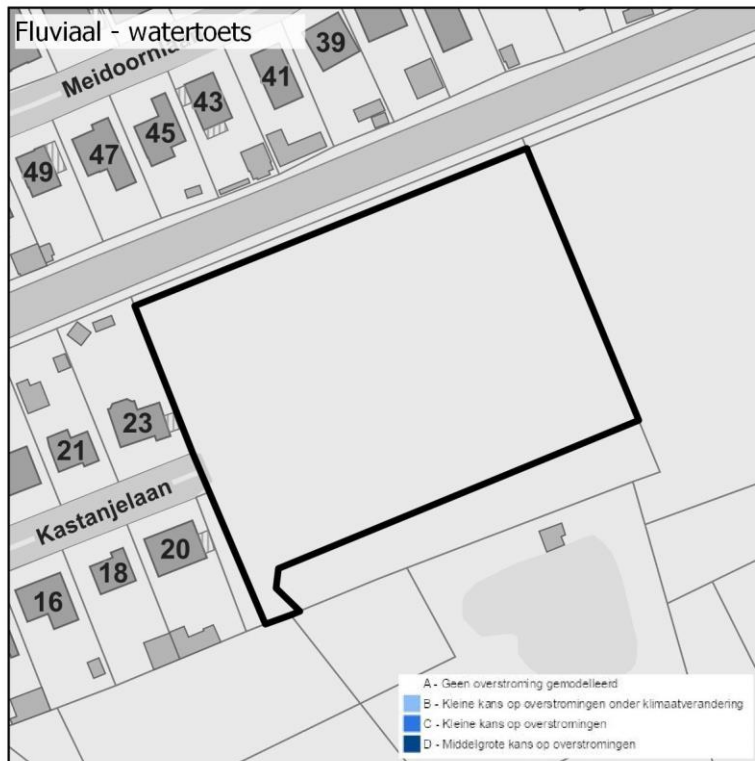 Fluviaal - watertoets
39
41
43
45
47
49
23
21
Kastanjelaan
20
18
16
A - Geen overstroming gemodelleerd
B - Kleine kans op overstromingen onder klimaatverandering
C - Kleine kans op overstromingen
D - Middelgrote kans op overstromingen